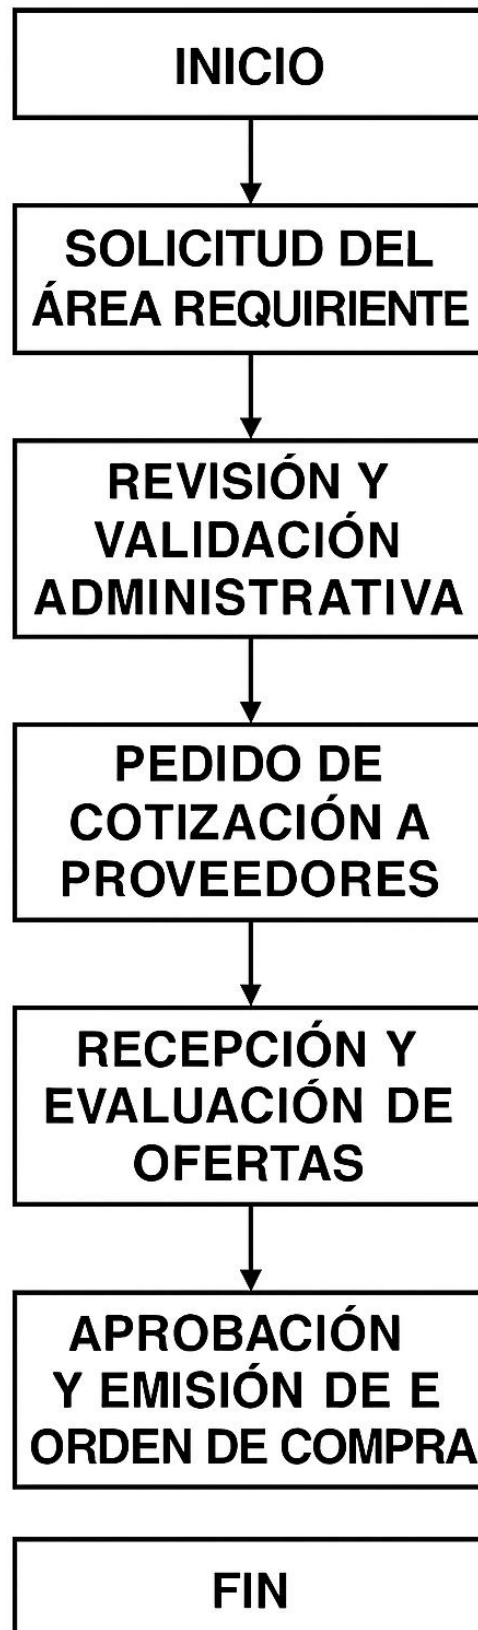 INICIO
SOLICITUD DEL
ÁREA REQUIRIENTE
REVISIÓN Y
VALIDACIÓN
ADMINISTRATIVA
PEDIDO DE
COTIZACIÓN A
PROVEEDORES
RECEPCIÓN Y
EVALUACIÓN DE
OFERTAS
APROBACIÓN
Y EMISIÓN DE E
ORDEN DE COMPRA
FIN